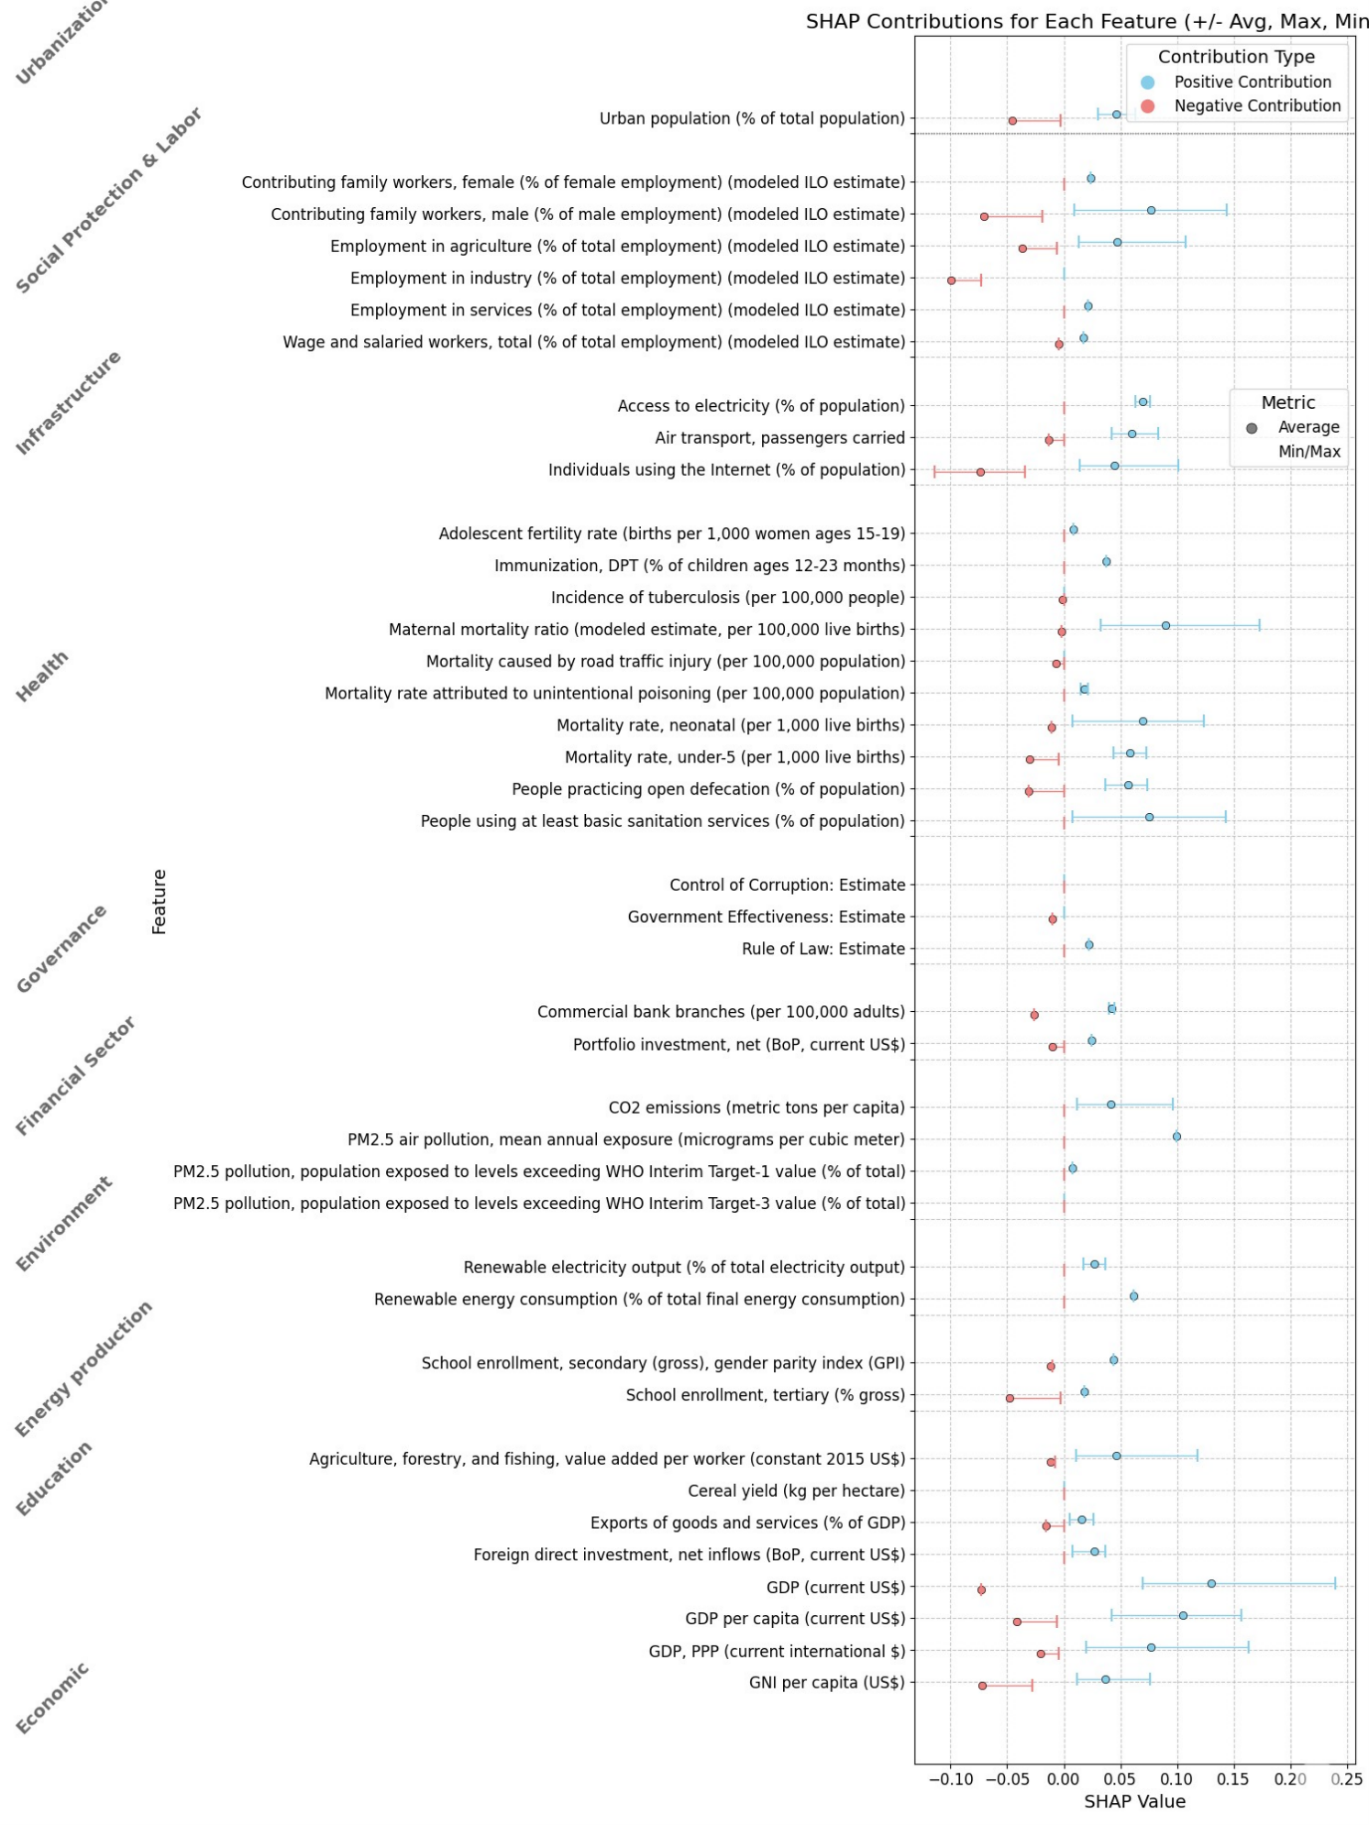 SHAP Contributions for Each Feature (+/- Avg, Max, Min
Contribution Type
Positive Contribution
Negative Contribution
Urban population (% of total population)
Social Protection & Labor
Contributing family workers, female (% of female employment) (modeled ILO estimate)
Contributing family workers, male (% of male employment) (modeled ILO estimate)
Employment in agriculture (% of total employment) (modeled ILO estimate)
Employment in industry (% of total employment) (modeled ILO estimate)
Employment in services (% of total employment) (modeled ILO estimate)
Wage and salaried workers, total (% of total employment) (modeled ILO estimate)
Infrastructure
Metric
Average
Min/Max
Access to electricity (% of population)
Air transport, passengers carried
Individuals using the Internet (% of population)
Health
Adolescent fertility rate (births per 1,000 women ages 15-19)
Immunization, DPT (% of children ages 12-23 months)
Incidence of tuberculosis (per 100,000 people)
Maternal mortality ratio (modeled estimate, per 100,000 live births)
Mortality caused by road traffic injury (per 100,000 population)
Mortality rate attributed to unintentional poisoning (per 100,000 population)
Mortality rate, neonatal (per 1,000 live births)
Mortality rate, under-5 (per 1,000 live births)
People practicing open defecation (% of population)
People using at least basic sanitation services (% of population)
Feature
Governance
Control of Corruption: Estimate
Government Effectiveness: Estimate
Rule of Law: Estimate
Financial Sector
Commercial bank branches (per 100,000 adults)
Portfolio investment, net (BoP, current US$)
Environment
CO2 emissions (metric tons per capita)
PM2.5 air pollution, mean annual exposure (micrograms per cubic meter)
PM2.5 pollution, population exposed to levels exceeding WHO Interim Target-1 value (% of total)
PM2.5 pollution, population exposed to levels exceeding WHO Interim Target-3 value (% of total)
Energy production
Renewable electricity output (% of total electricity output)
Renewable energy consumption (% of total final energy consumption)
Education
School enrollment, secondary (gross), gender parity index (GPI)
School enrollment, tertiary (% gross)
Economic
Agriculture, forestry, and fishing, value added per worker (constant 2015 US$)
Cereal yield (kg per hectare)
Exports of goods and services (% of GDP)
Foreign direct investment, net inflows (BoP, current US$)
GDP (current US$)
GDP per capita (current US$)
GDP, PPP (current international $)
GNI per capita (US$)
−0.10 −0.05 0.00 0.05 0.10 0.15 0.20 0.25
SHAP Value